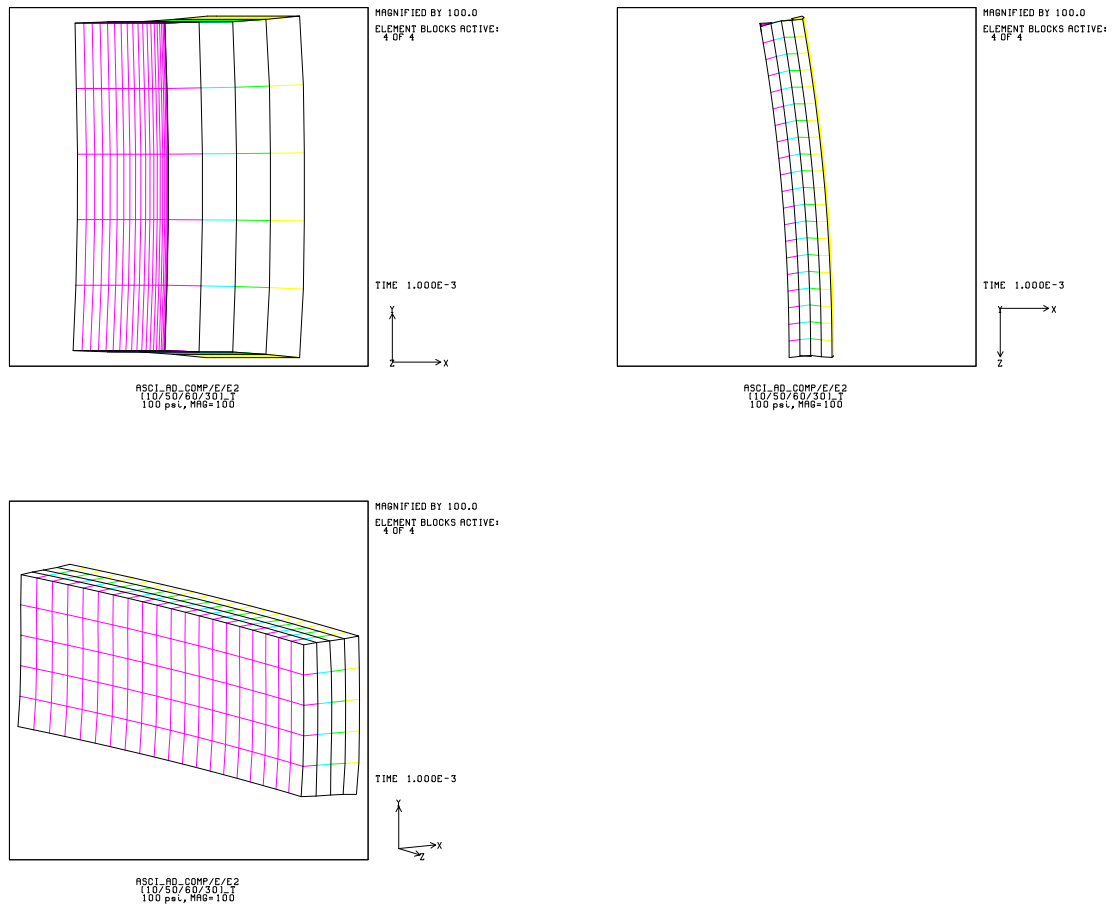 MAGNIFIED BY 100.0
ELEMENT BLOCKS ACTIVE:
4 OF 4
TIME 1.000E-3
Y
Z
X
ASCI_AD_COMP/E/E2
[10/50/60/30]_T
100 psi, MAG=100
MAGNIFIED BY 100.0
ELEMENT BLOCKS ACTIVE:
4 OF 4
TIME 1.000E-3
Y
X
Z
ASCI_AD_COMP/E/E2
[10/50/60/30]_T
100 psi, MAG=100
MAGNIFIED BY 100.0
ELEMENT BLOCKS ACTIVE:
4 OF 4
TIME 1.000E-3
Y
X
Z
ASCI_AD_COMP/E/E2
[10/50/60/30]_T
100 psi, MAG=100